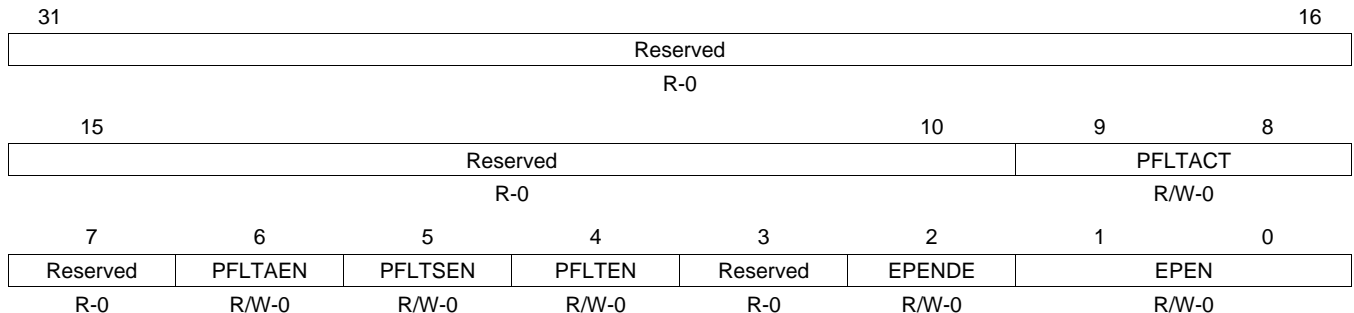 31 16
Reserved
R-0
15 10 9 8
Reserved PFLTACT
R-0 R/W-0
7 6 5 4 3 2 1 0
Reserved PFLTAEN PFLTSEN PFLTEN Reserved EPENDE EPEN
R-0 R/W-0 R/W-0 R/W-0 R-0 R/W-0 R/W-0